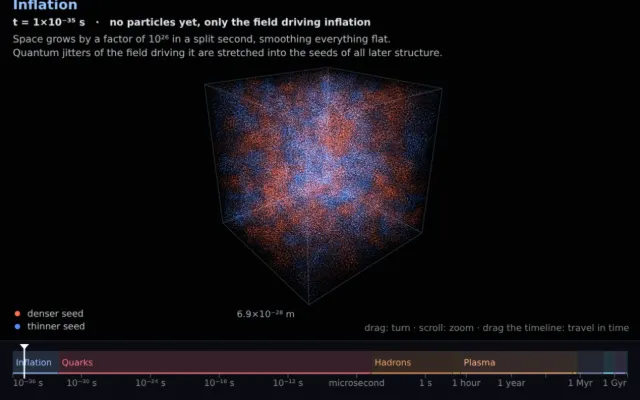 Inflation
t = 1×10⁻³⁵ s · no particles yet, only the field driving inflation
Space grows by a factor of 10²⁶ in a split second, smoothing everything flat.
Quantum jitters of the field driving it are stretched into the seeds of all later structure.
denser seed
thinner seed
6.9×10⁻²⁸ m
drag: turn · scroll: zoom · drag the timeline: travel in time
Inflation Quarks Hadrons Plasma
10⁻³⁶ s 10⁻³⁰ s 10⁻²⁴ s 10⁻¹⁸ s 10⁻¹² s microsecond 1 s 1 hour 1 year 1 Myr 1 Gyr